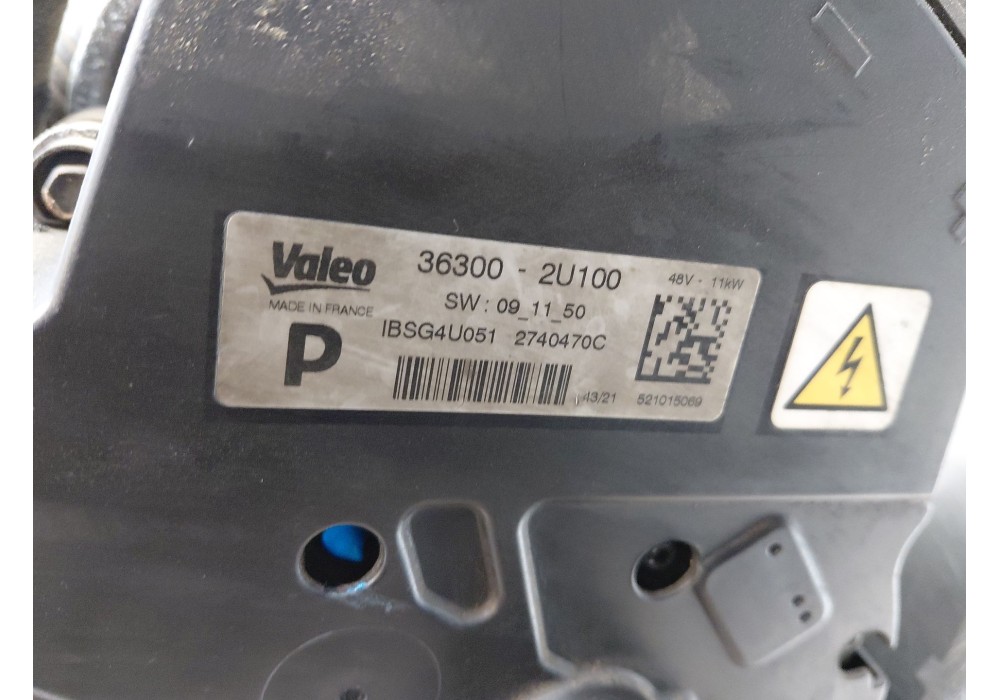 Valeo 36300 - 2U100 48V - 11kW
MADE IN FRANCE SW : 09_11_50
P IBSG4U051 2740470C
43/21 521015069